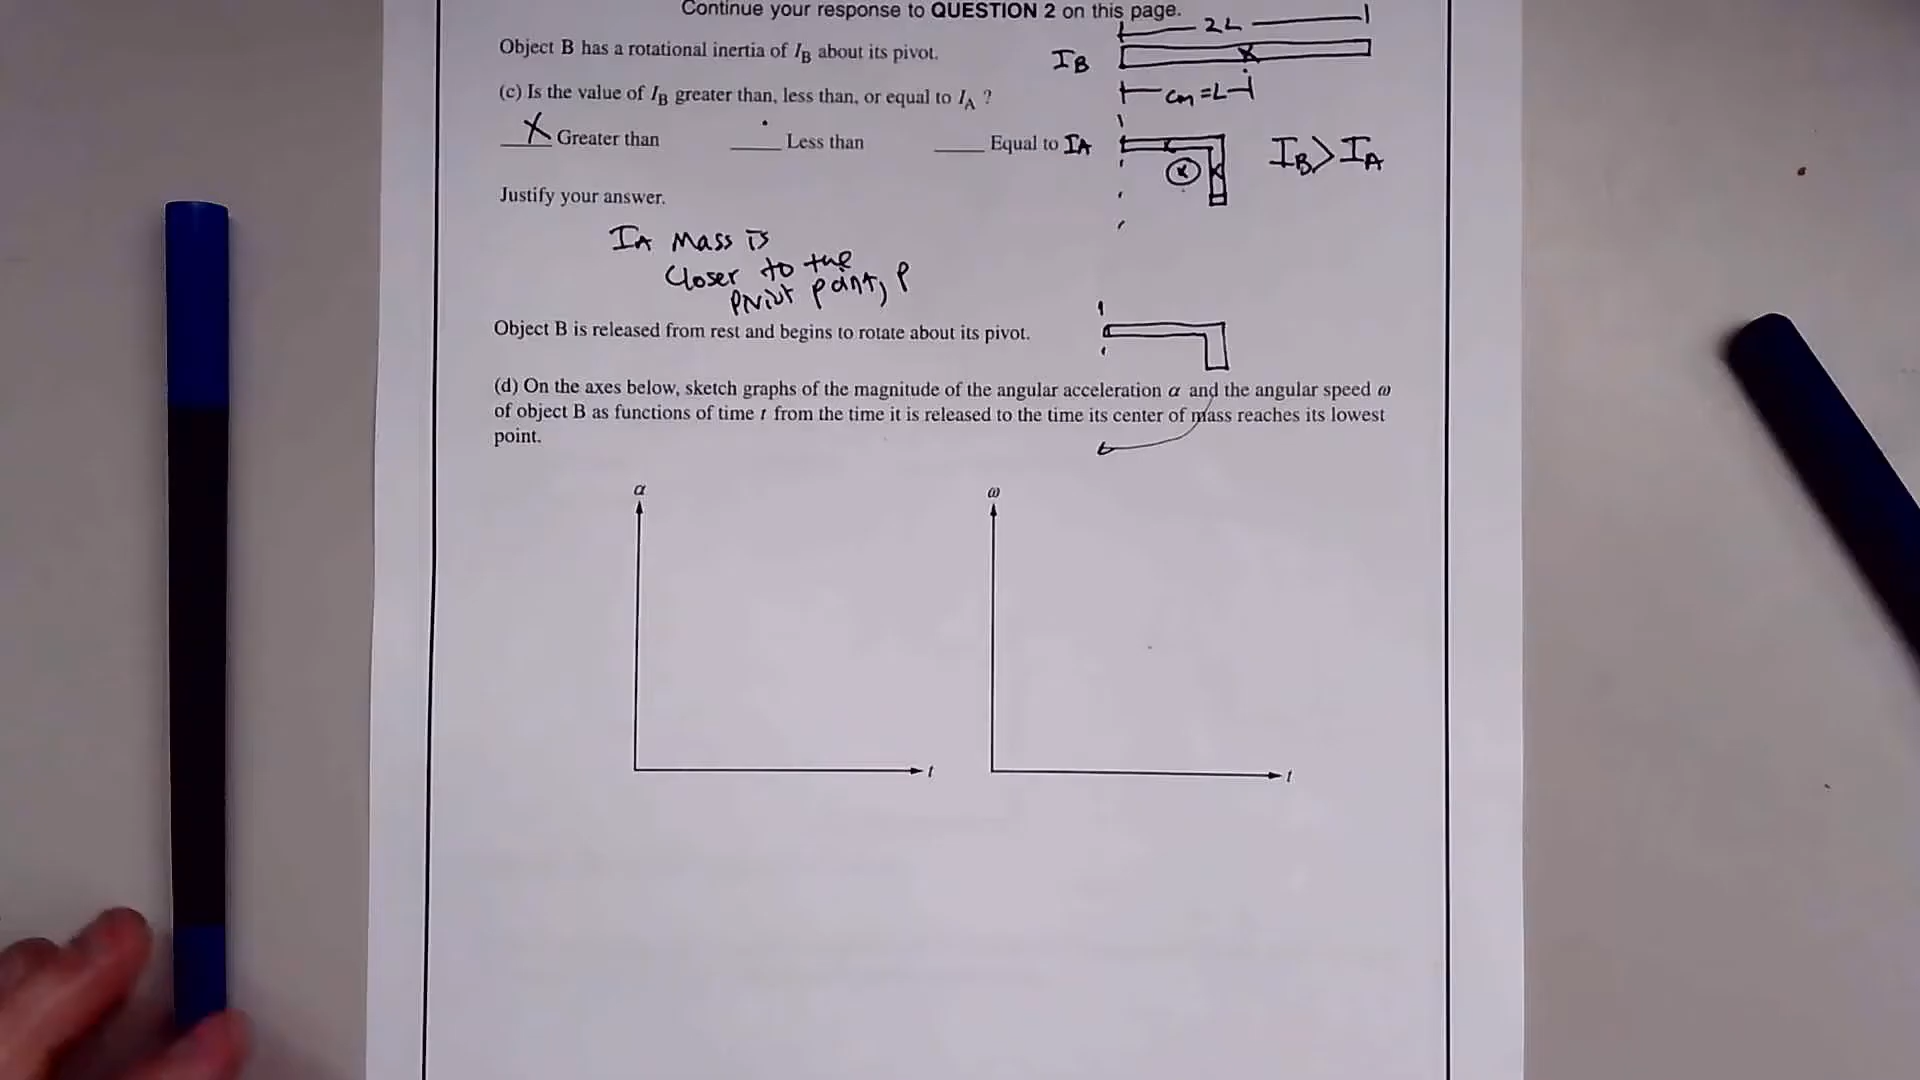 Continue your response to QUESTION 2 on this page.
2L
Object B has a rotational inertia of I_B about its pivot.
I_B
(c) Is the value of I_B greater than, less than, or equal to I_A ?
cm = L
X Greater than ____ Less than ____ Equal to
I_A
I_B > I_A
Justify your answer.
I_A Mass is
closer to the
pivot point, P
Object B is released from rest and begins to rotate about its pivot.
(d) On the axes below, sketch graphs of the magnitude of the angular acceleration α and the angular speed ω
of object B as functions of time t from the time it is released to the time its center of mass reaches its lowest
point.
α
ω
t
t